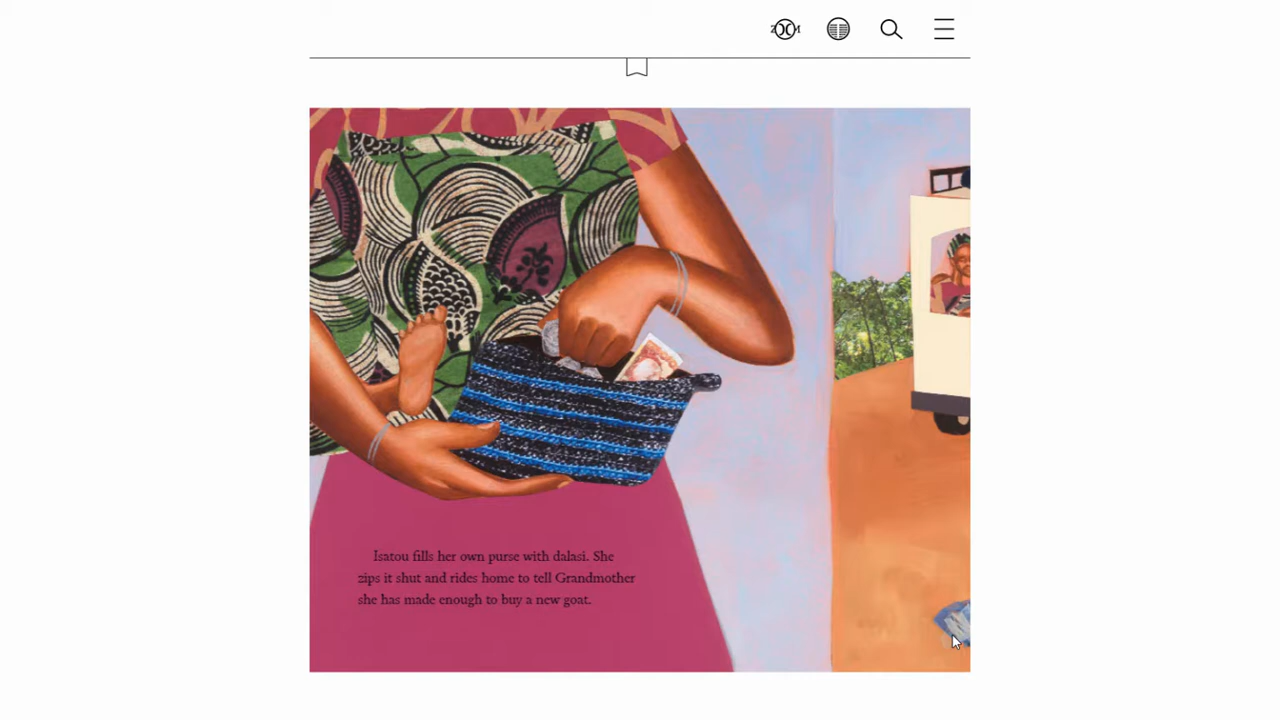 Isatou fills her own purse with dalasi. She
zips it shut and rides home to tell Grandmother
she has made enough to buy a new goat.